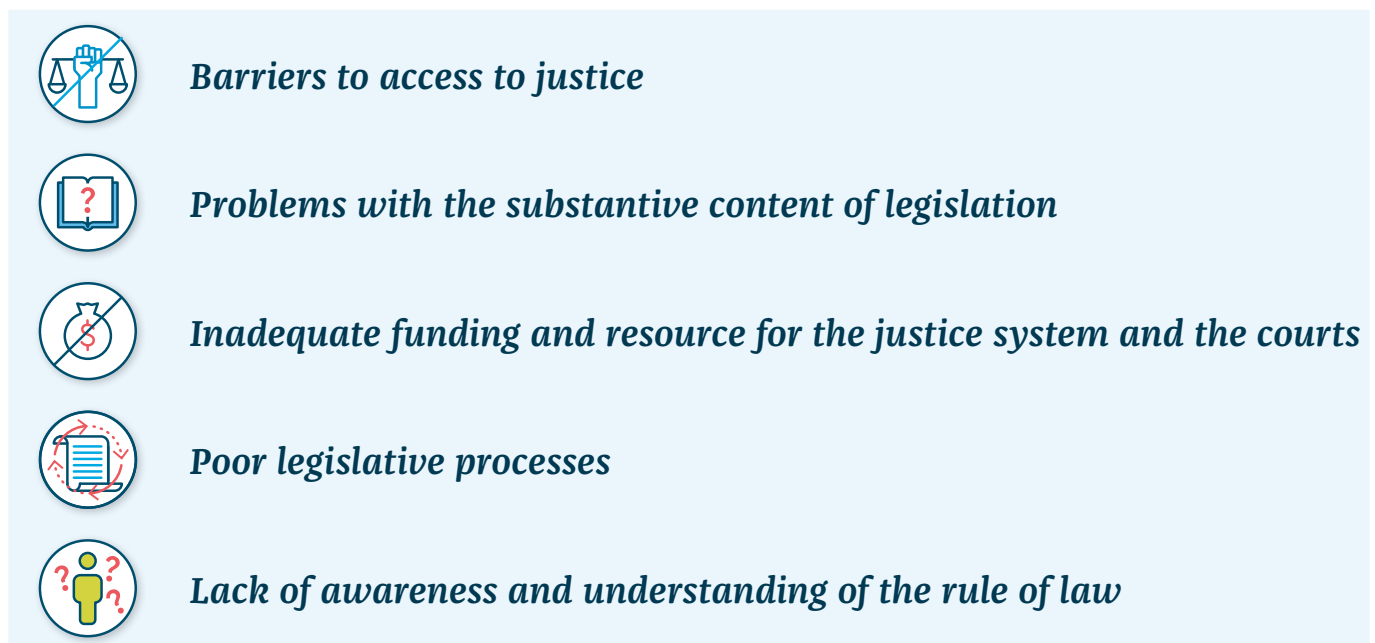 Barriers to access to justice
?
Problems with the substantive content of legislation
$
Inadequate funding and resource for the justice system and the courts
Poor legislative processes
? ? ?
Lack of awareness and understanding of the rule of law